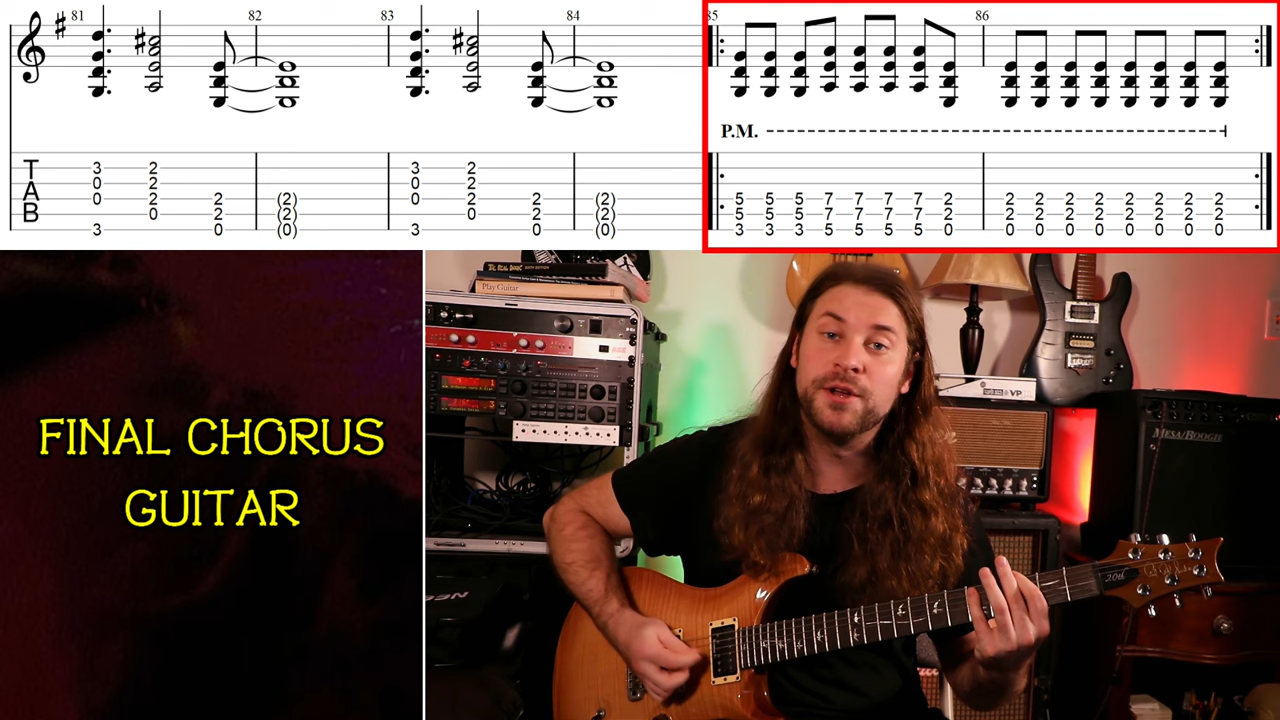 81 82 83 84 85 86
P.M.
T 3 2 3 2
0 2 0 2
A 0 2 2 (2) 0 2 2 (2) 5 5 5 7 7 7 7 2 2 2 2 2 2 2 2 2
B 0 2 (2) 0 2 (2) 5 5 5 7 7 7 7 2 2 2 2 2 2 2 2 2
3 0 (0) 3 0 (0) 3 3 3 5 5 5 5 0 0 0 0 0 0 0 0 0
FINAL CHORUS
GUITAR
Play Guitar
VP
MESA/BOOGIE
20th